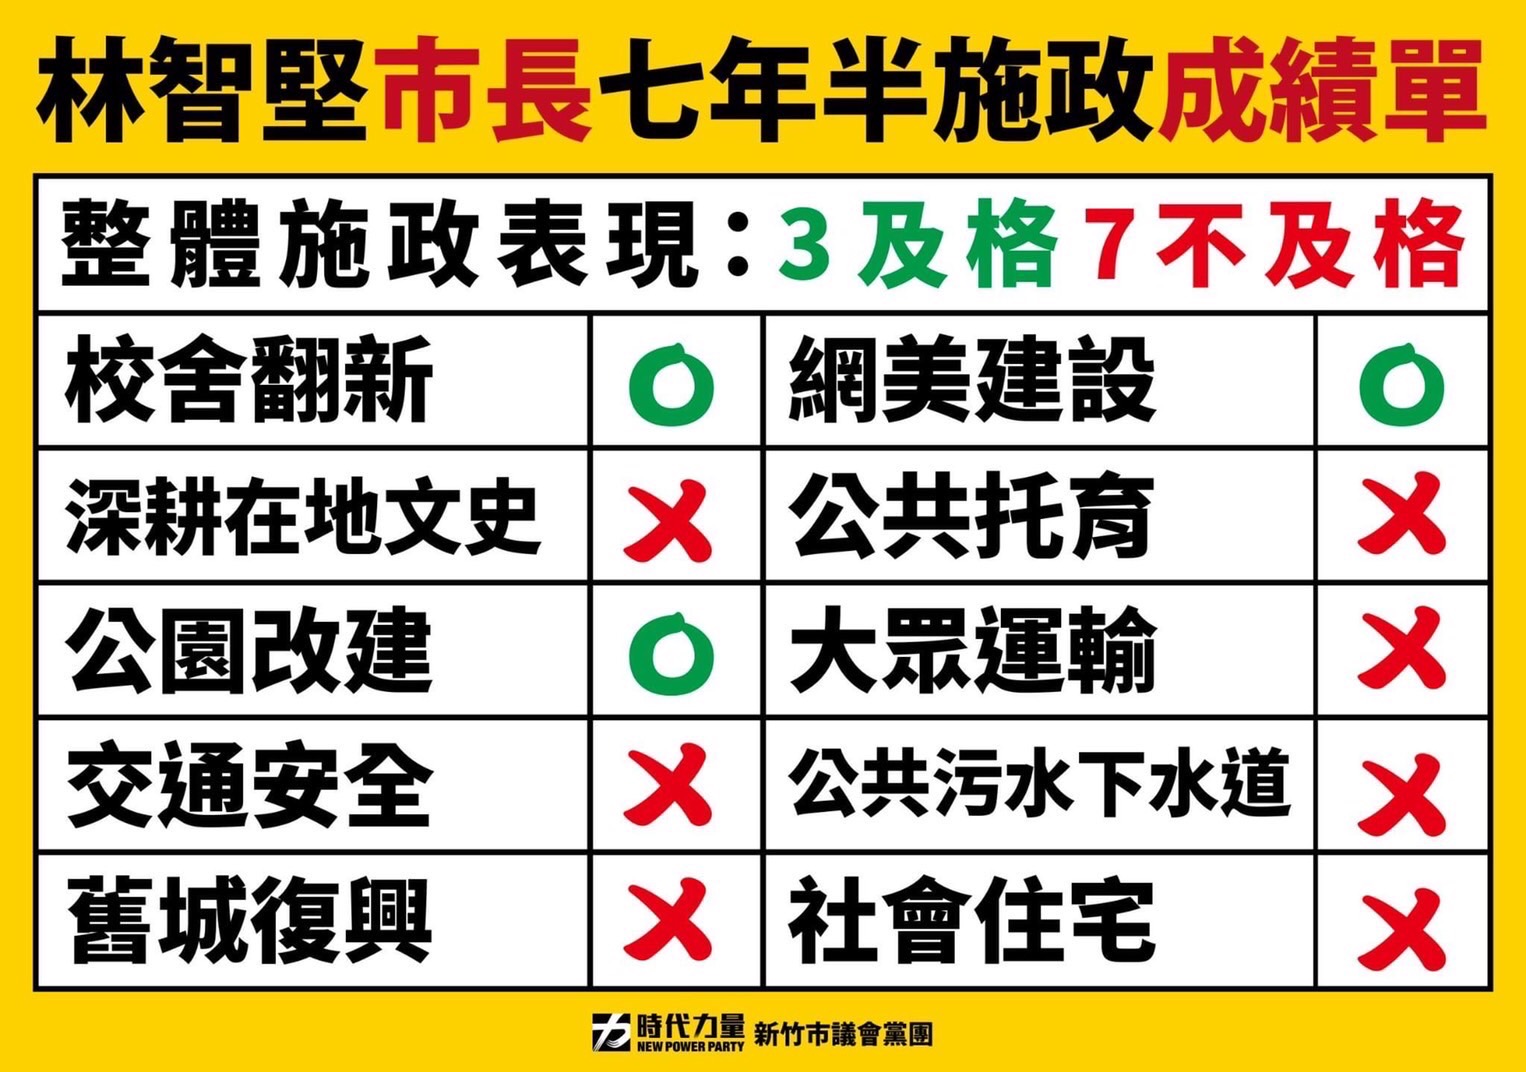 林智堅市長七年半施政成績單
整體施政表現：3及格 7不及格
校舍翻新 O 網美建設 O
深耕在地文史 X 公共托育 X
公園改建 O 大眾運輸 X
交通安全 X 公共污水下水道 X
舊城復興 X 社會住宅 X
時代力量 NEW POWER PARTY 新竹市議會黨團